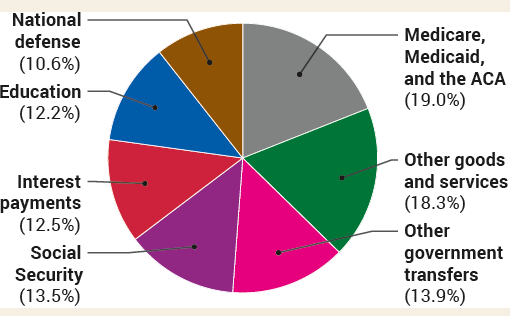 National
defense
(10.6%)
Education
(12.2%)
Interest
payments
(12.5%)
Social
Security
(13.5%)
Medicare,
Medicaid,
and the ACA
(19.0%)
Other goods
and services
(18.3%)
Other
government
transfers
(13.9%)